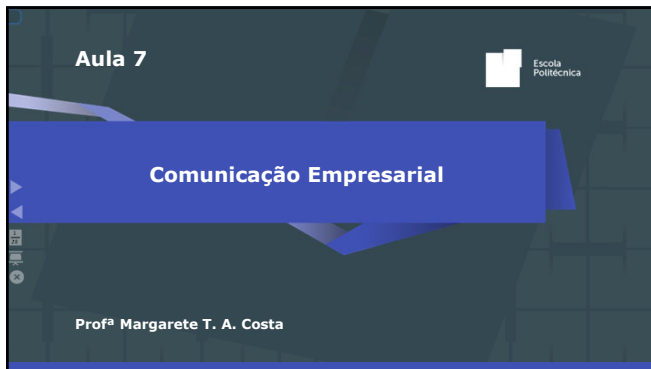 Aula 7
Escola
Politécnica
Comunicação Empresarial
Profª Margarete T. A. Costa